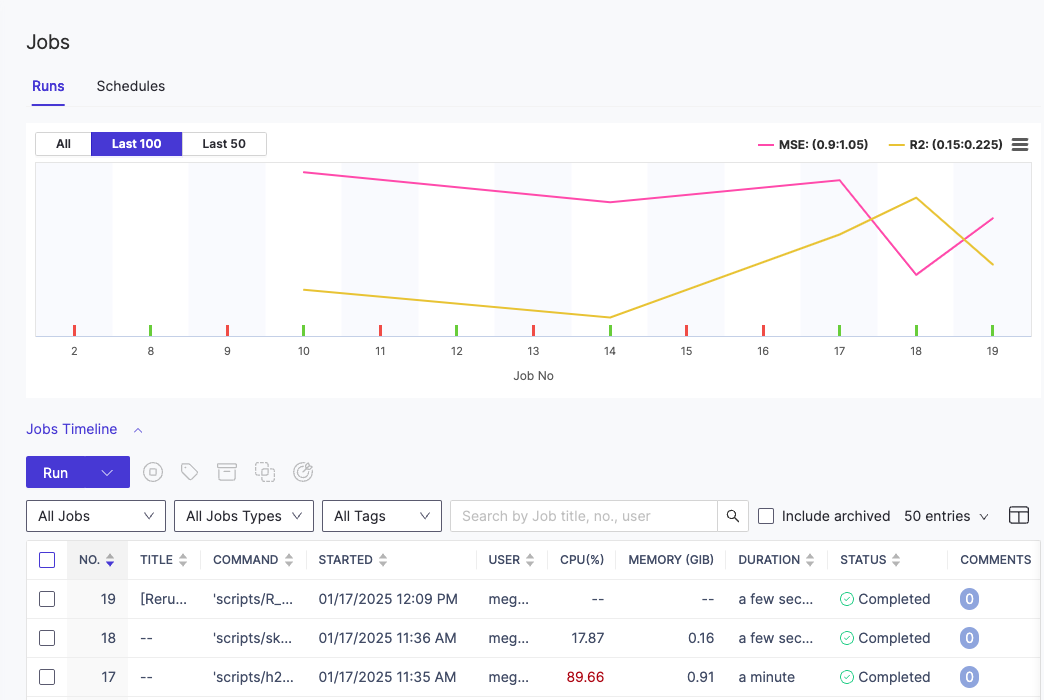 Jobs
Runs Schedules
All Last 100 Last 50 MSE: (0.9:1.05) R2: (0.15:0.225)
2 8 9 10 11 12 13 14 15 16 17 18 19
Job No
Jobs Timeline
Run
All Jobs All Jobs Types All Tags Search by Job title, no., user Include archived 50 entries
NO. TITLE COMMAND STARTED USER CPU(%) MEMORY (GIB) DURATION STATUS COMMENTS
19 [Reru... 'scripts/R_... 01/17/2025 12:09 PM meg... -- -- a few sec... Completed 0
18 -- 'scripts/sk... 01/17/2025 11:36 AM meg... 17.87 0.16 a few sec... Completed 0
17 -- 'scripts/h2... 01/17/2025 11:35 AM meg... 89.66 0.91 a minute Completed 0